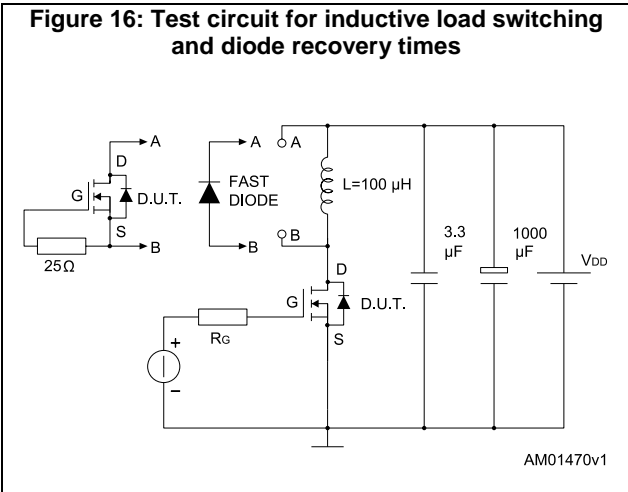 Figure 16: Test circuit for inductive load switching
and diode recovery times
A
D
G
D.U.T.
S
B
25Ω
A
FAST
DIODE
B
A
L=100 µH
B
3.3
µF
1000
µF
VDD
D
G
D.U.T.
S
RG
+
–
AM01470v1